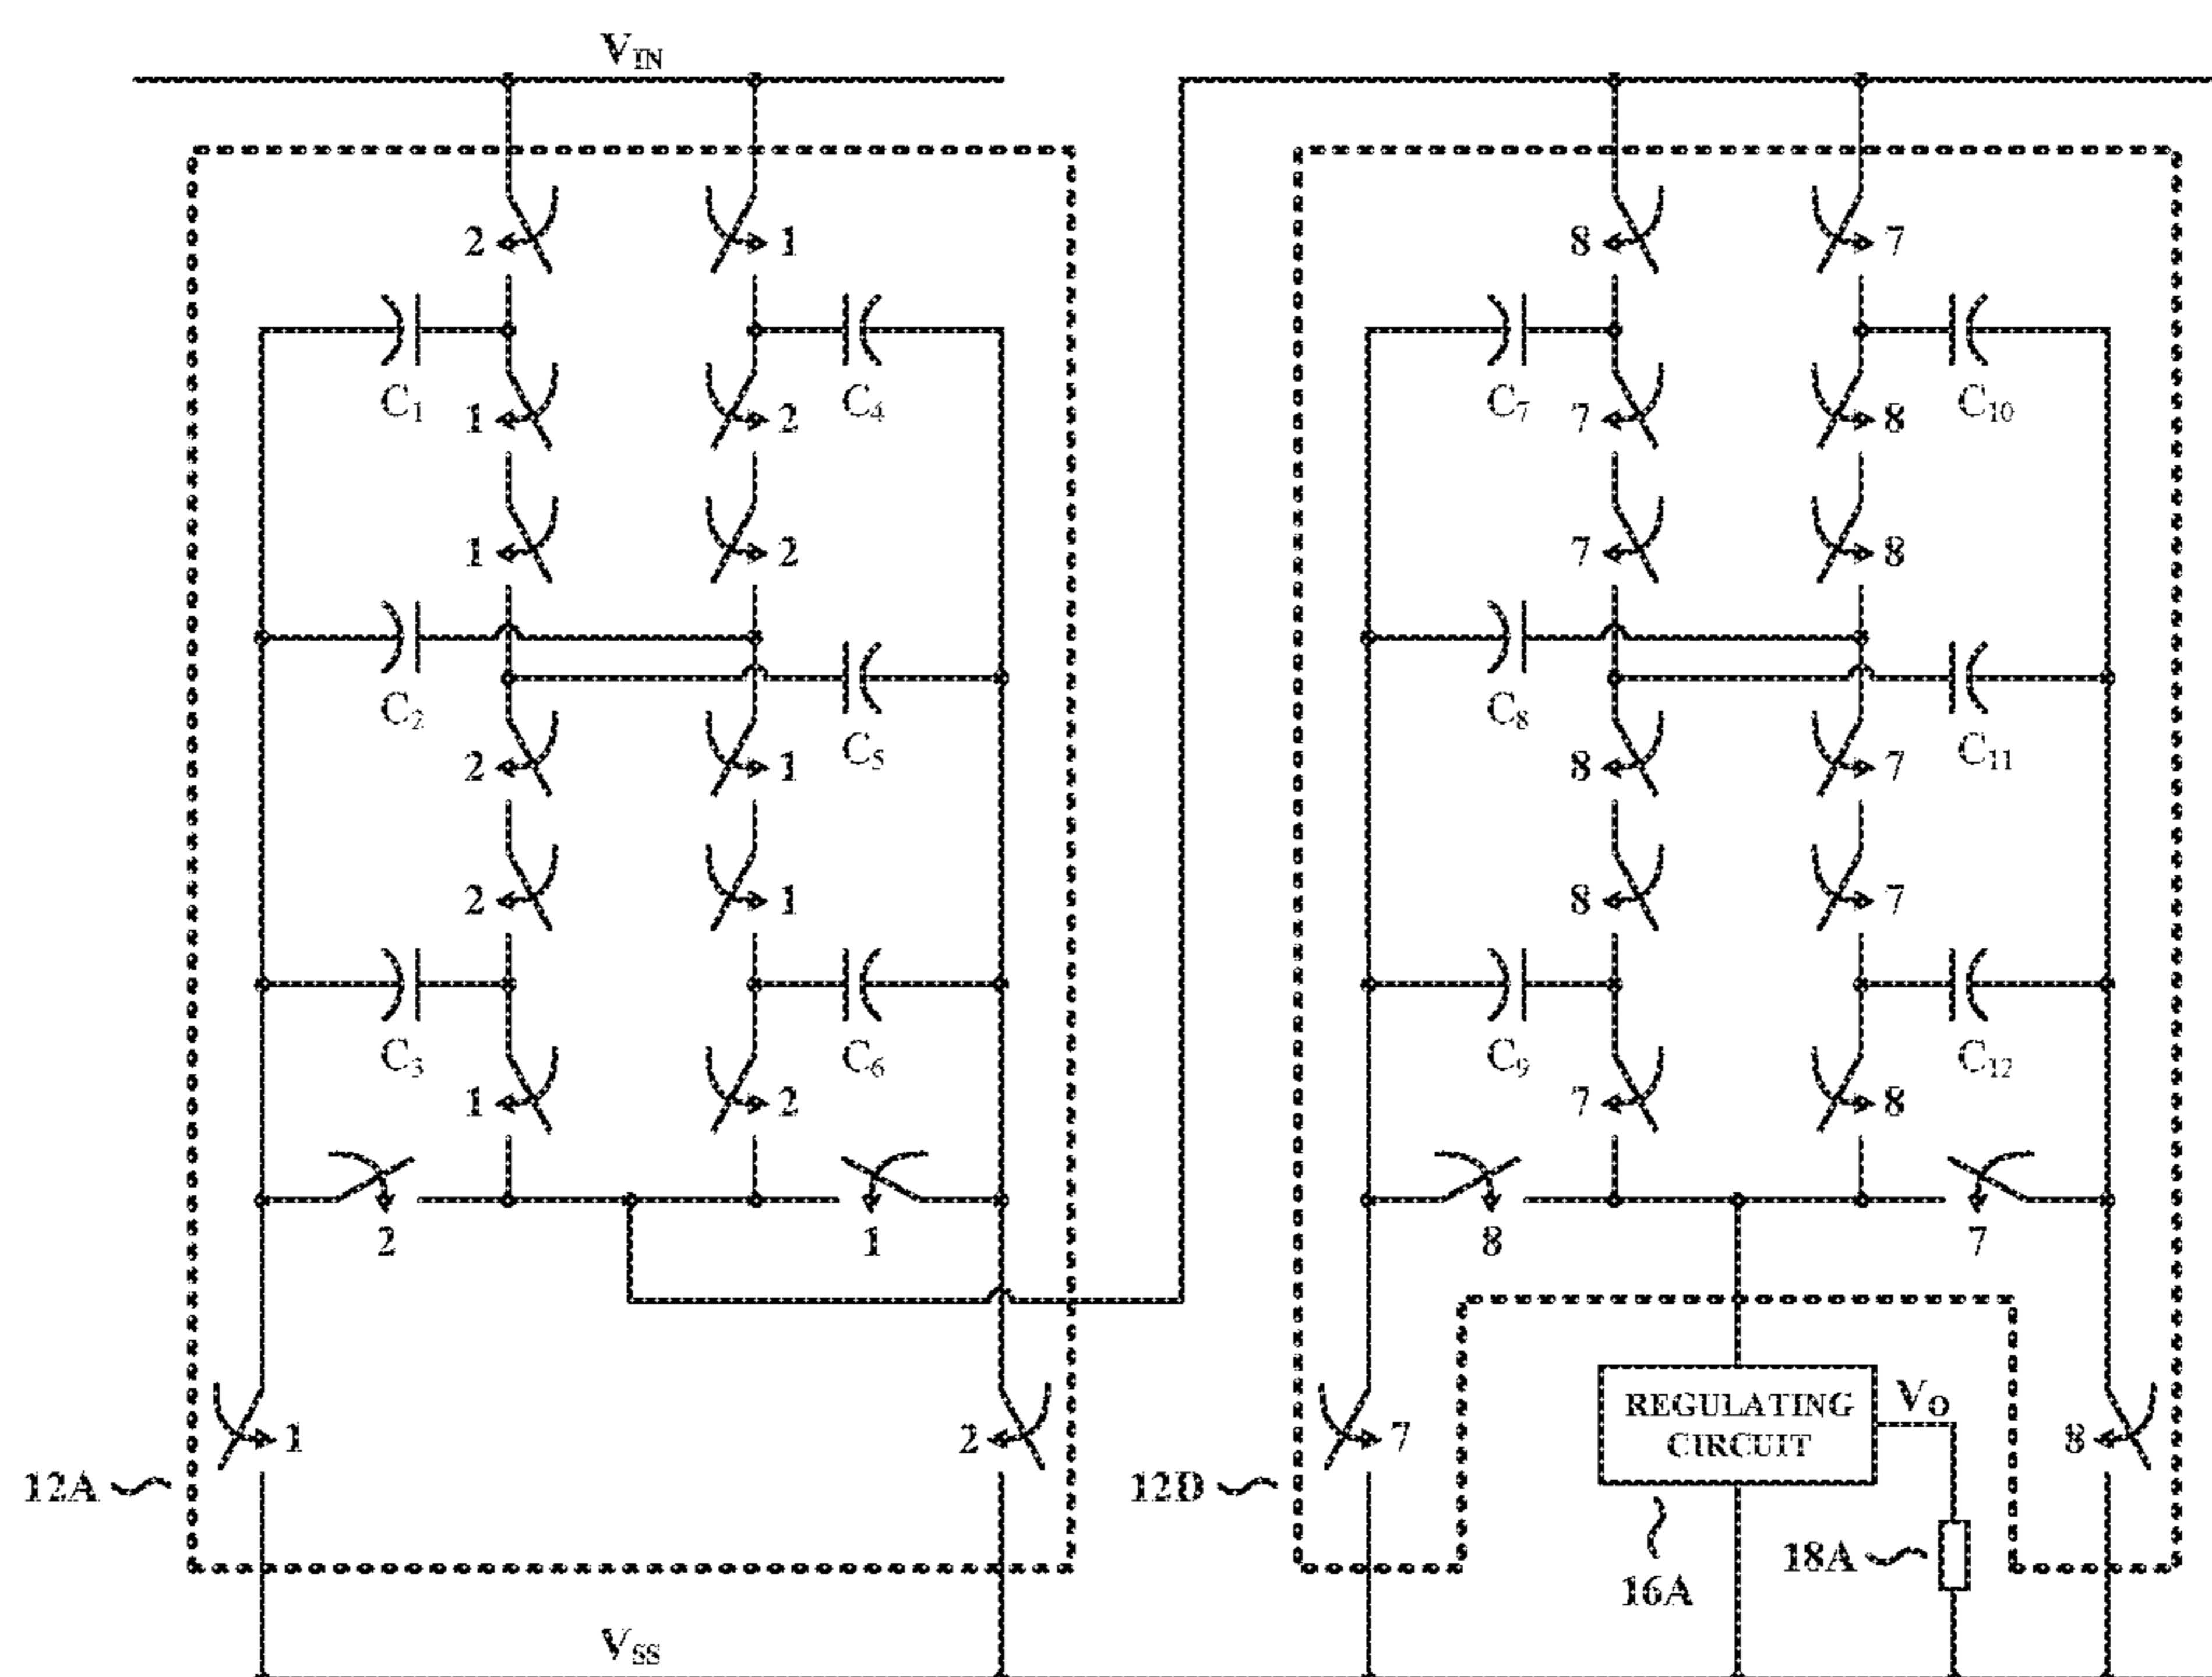 VIN
2 1 8 7
C1 1 2 C4 C7 7 8 C10
1 2 7 8
C2 2 1 C5 C8 8 7 C11
2 1 8 7
C3 C6 C9 C12
1 2 7 8
2 1 8 7
REGULATING VO
CIRCUIT
1 2 7 8
12A 12D
18A
16A
VSS